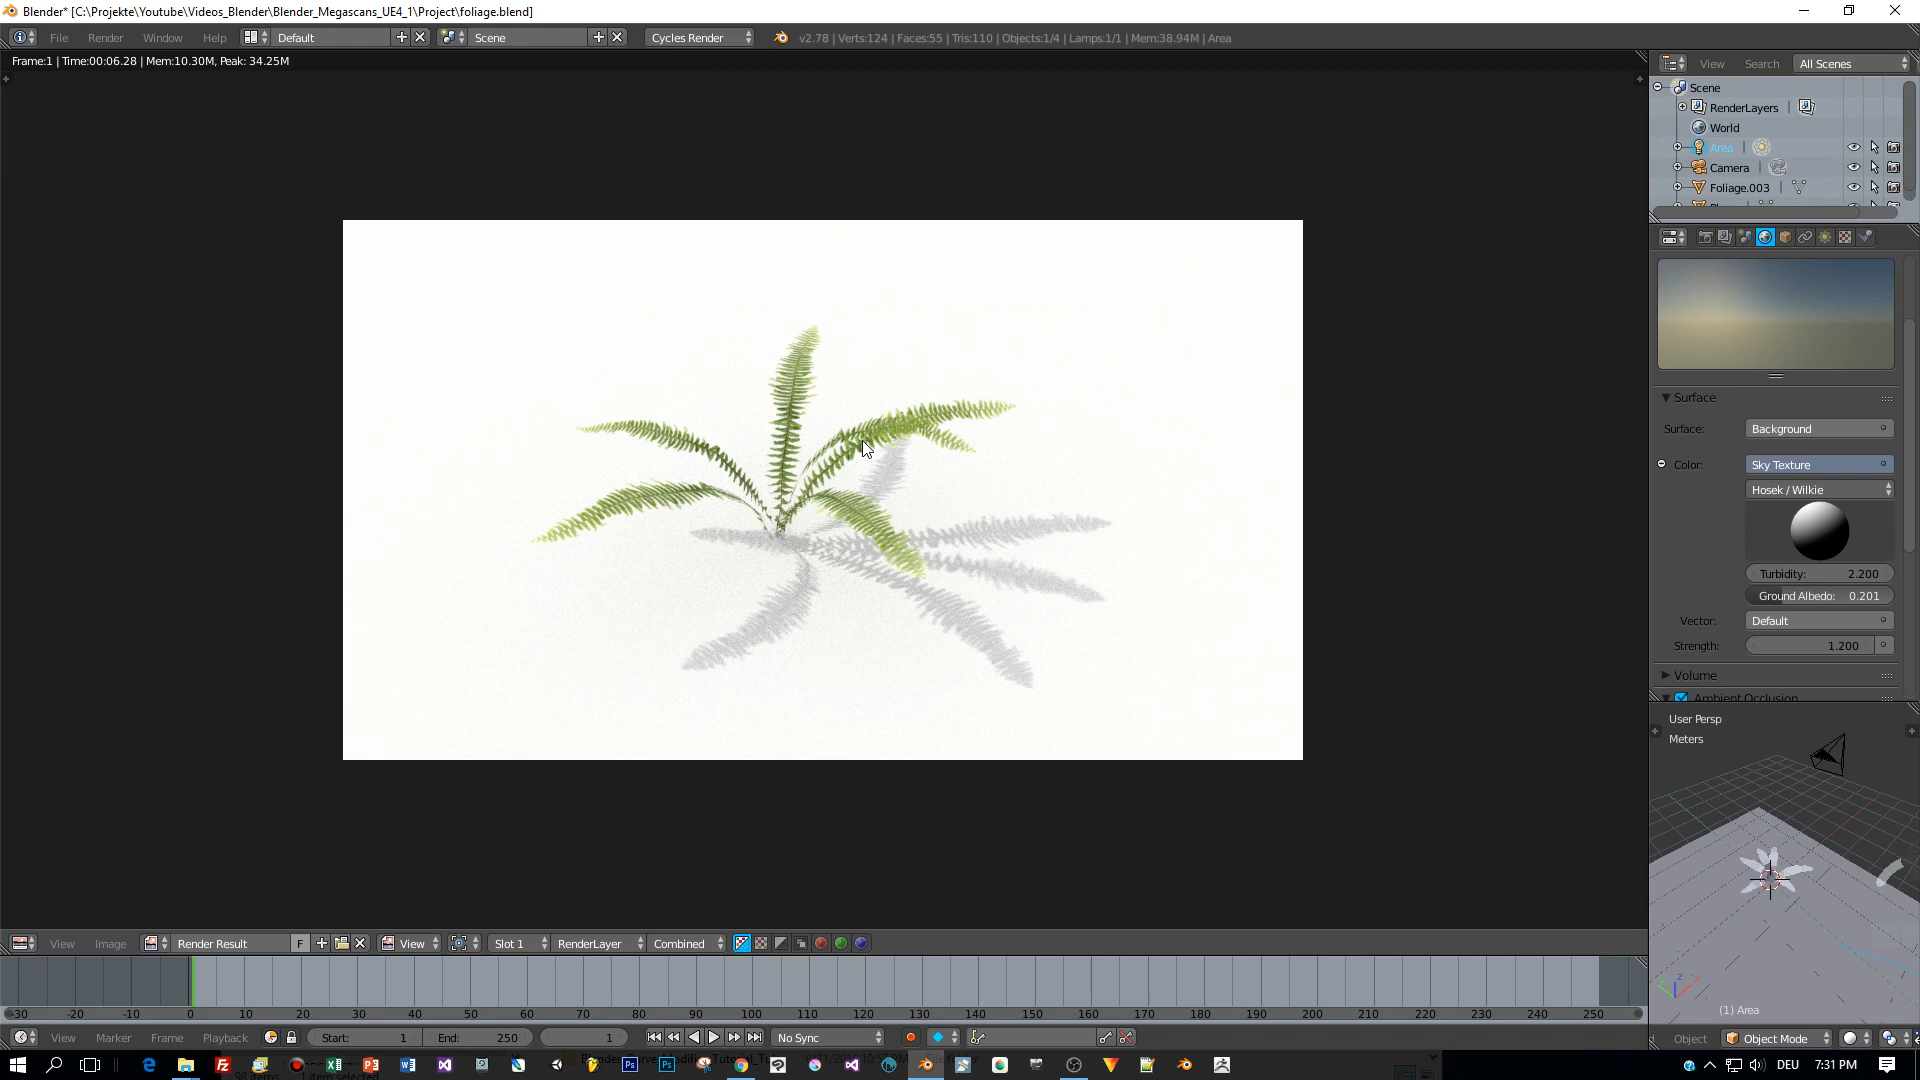 Blender* [C:\Projekte\Youtube\Videos_Blender\Blender_Megascans_UE4_1\Project\foliage.blend]
File Render Window Help Default Scene Cycles Render v2.78 | Verts:124 | Faces:55 | Tris:110 | Objects:1/4 | Lamps:1/1 | Mem:38.94M | Area
Frame:1 | Time:00:06.28 | Mem:10.30M, Peak: 34.25M
View Search All Scenes
Scene
RenderLayers |
World
Area |
Camera |
Foliage.003 |
Surface
Surface: Background
Color: Sky Texture
Hosek / Wilkie
Turbidity: 2.200
Ground Albedo: 0.201
Vector: Default
Strength: 1.200
Volume
Ambient Occlusion
User Persp
Meters
(1) Area
Object Object Mode
View Image Render Result F View Slot 1 RenderLayer Combined
-30 -20 -10 0 10 20 30 40 50 60 70 80 90 100 110 120 130 140 150 160 170 180 190 200 210 220 230 240 250
View Marker Frame Playback Start: 1 End: 250 1 No Sync
DEU 7:31 PM